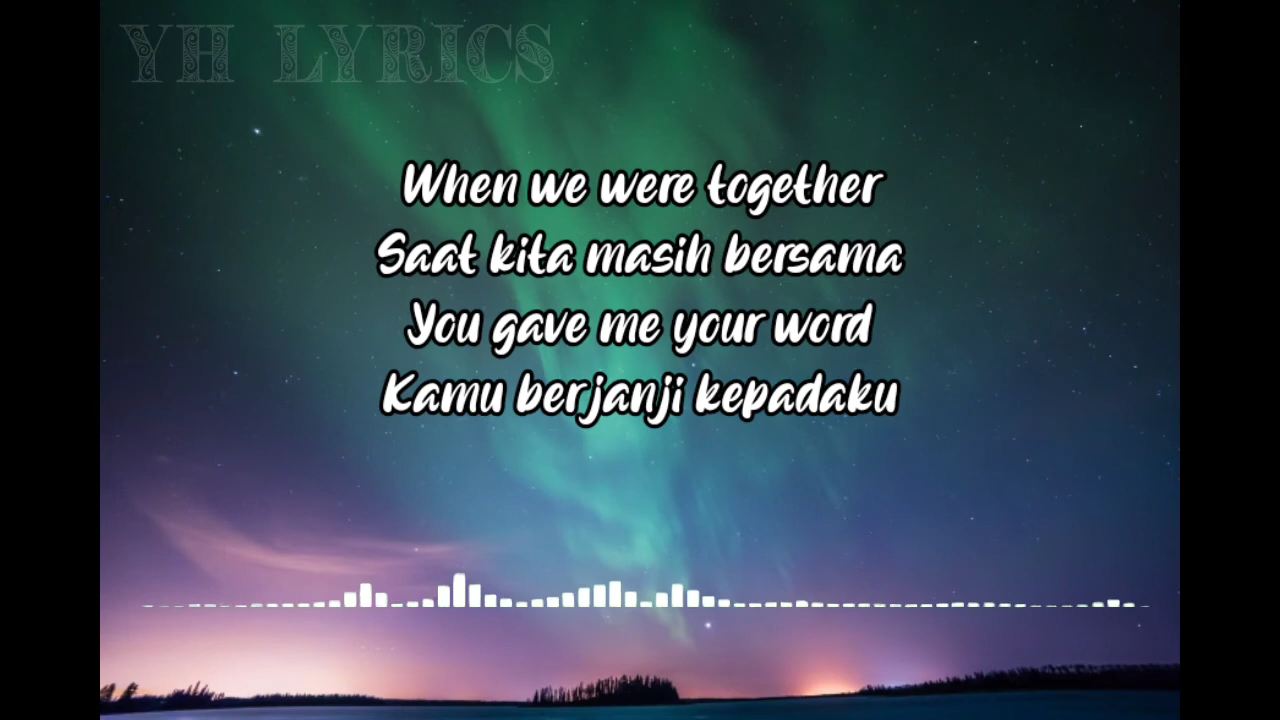 YH LYRICS
When we were together
Saat kita masih bersama
You gave me your word
Kamu berjanji kepadaku